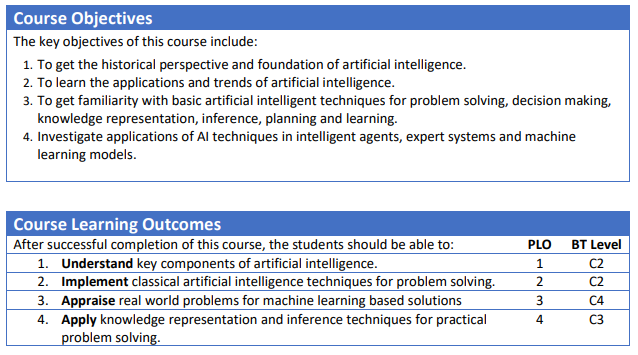 Course Objectives
The key objectives of this course include:
1. To get the historical perspective and foundation of artificial intelligence.
2. To learn the applications and trends of artificial intelligence.
3. To get familiarity with basic artificial intelligent techniques for problem solving, decision making,
knowledge representation, inference, planning and learning.
4. Investigate applications of AI techniques in intelligent agents, expert systems and machine
learning models.
Course Learning Outcomes
After successful completion of this course, the students should be able to: PLO BT Level
1. Understand key components of artificial intelligence. 1 C2
2. Implement classical artificial intelligence techniques for problem solving. 2 C2
3. Appraise real world problems for machine learning based solutions 3 C4
4. Apply knowledge representation and inference techniques for practical 4 C3
problem solving.